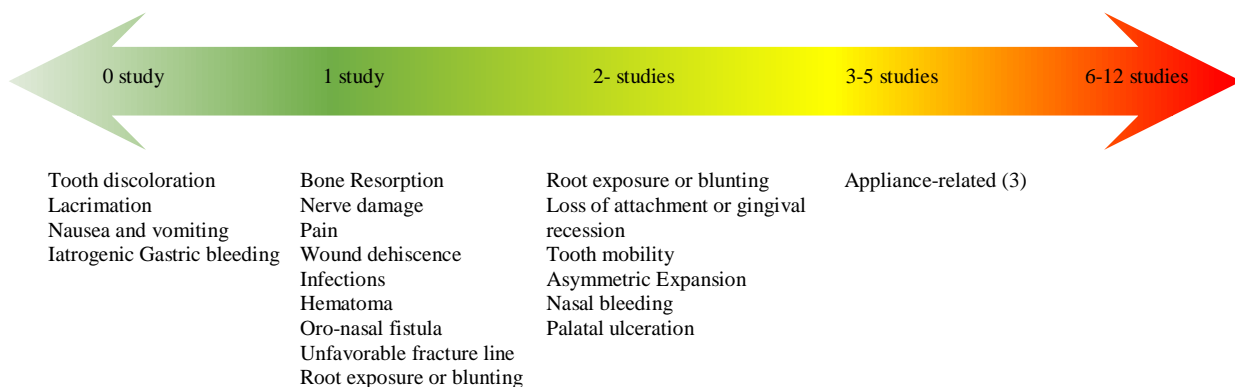 0 study
1 study
2- studies
3-5 studies
6-12 studies
Tooth discoloration
Lacrimation
Nausea and vomiting
Iatrogenic Gastric bleeding
Bone Resorption
Nerve damage
Pain
Wound dehiscence
Infections
Hematoma
Oro-nasal fistula
Unfavorable fracture line
Root exposure or blunting
Root exposure or blunting
Loss of attachment or gingival
recession
Tooth mobility
Asymmetric Expansion
Nasal bleeding
Palatal ulceration
Appliance-related (3)